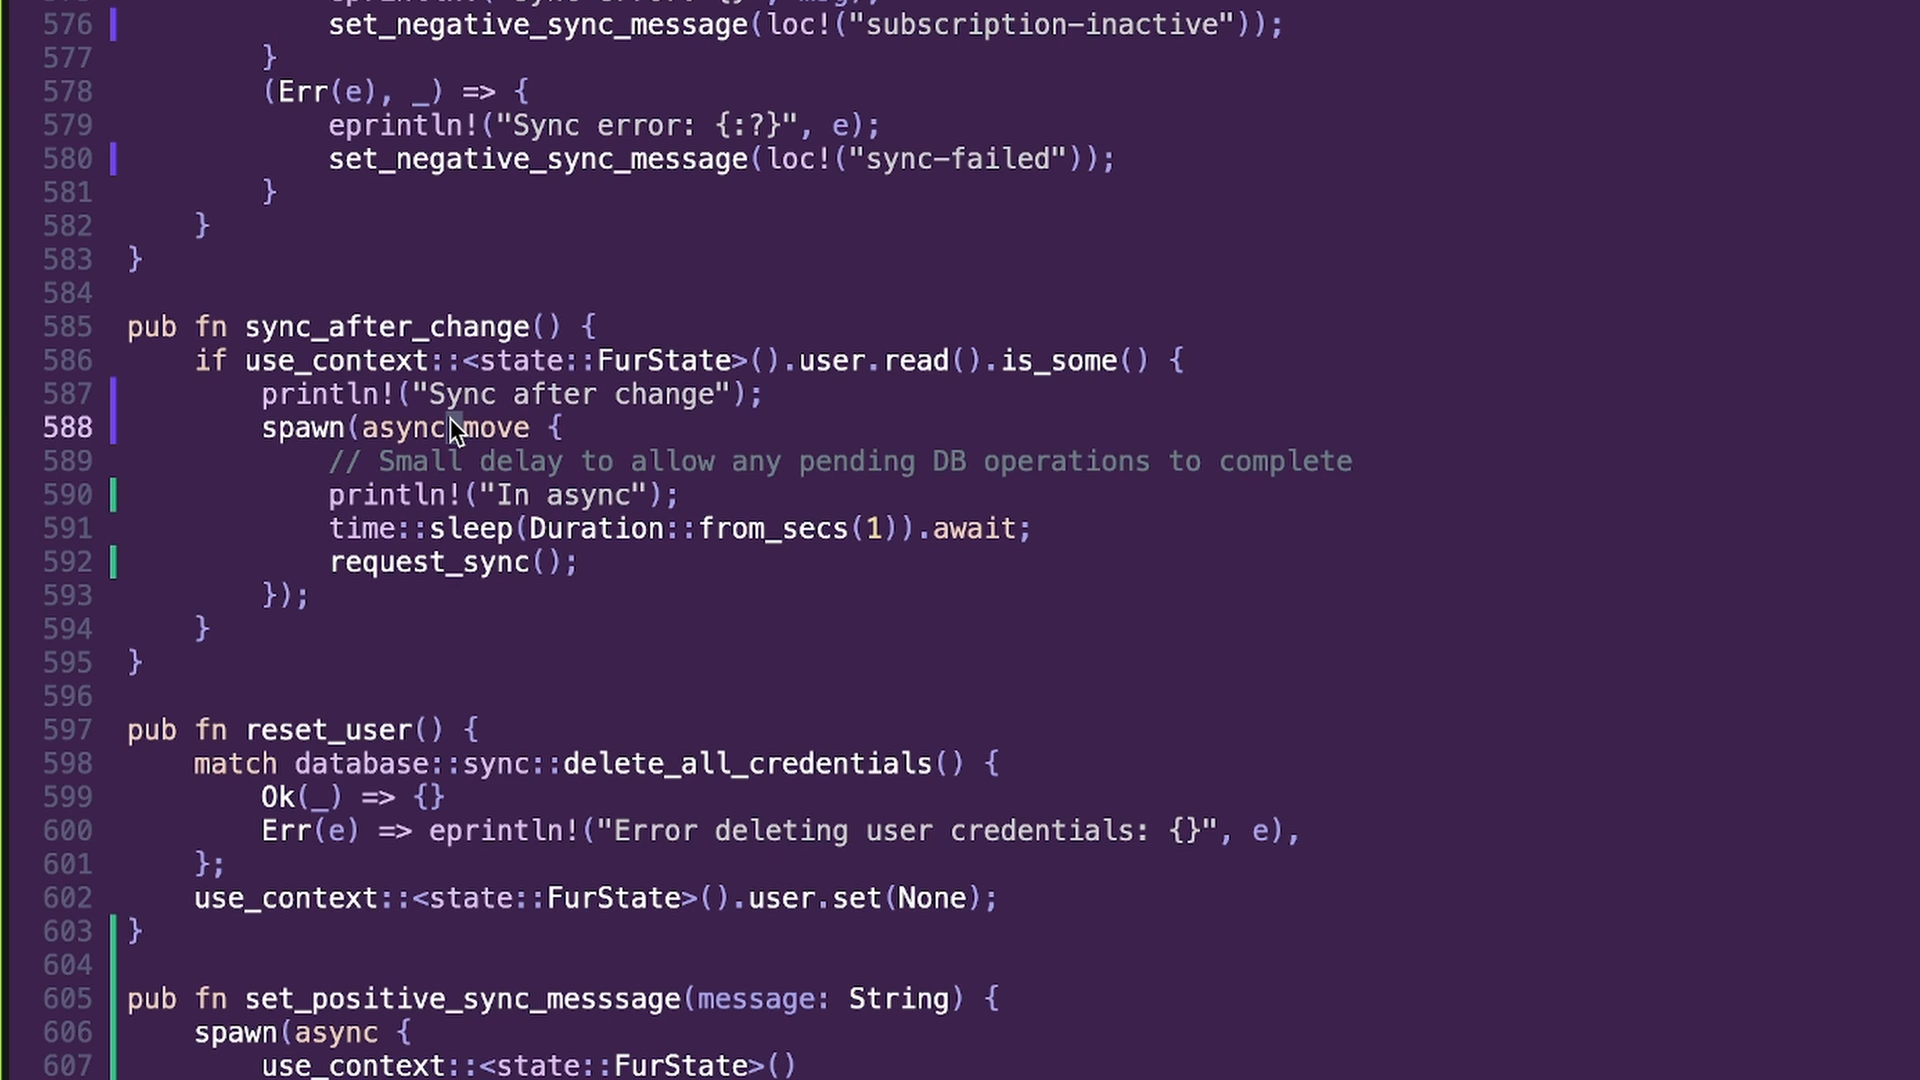 576 set_negative_sync_message(loc!("subscription-inactive"));
577 }
578 (Err(e), _) => {
579 eprintln!("Sync error: {:?}", e);
580 set_negative_sync_message(loc!("sync-failed"));
581 }
582 }
583 }
584
585 pub fn sync_after_change() {
586 if use_context::<state::FurState>().user.read().is_some() {
587 println!("Sync after change");
588 spawn(async move {
589 // Small delay to allow any pending DB operations to complete
590 println!("In async");
591 time::sleep(Duration::from_secs(1)).await;
592 request_sync();
593 });
594 }
595 }
596
597 pub fn reset_user() {
598 match database::sync::delete_all_credentials() {
599 Ok(_) => {}
600 Err(e) => eprintln!("Error deleting user credentials: {}", e),
601 };
602 use_context::<state::FurState>().user.set(None);
603 }
604
605 pub fn set_positive_sync_messsage(message: String) {
606 spawn(async {
607 use_context::<state::FurState>()